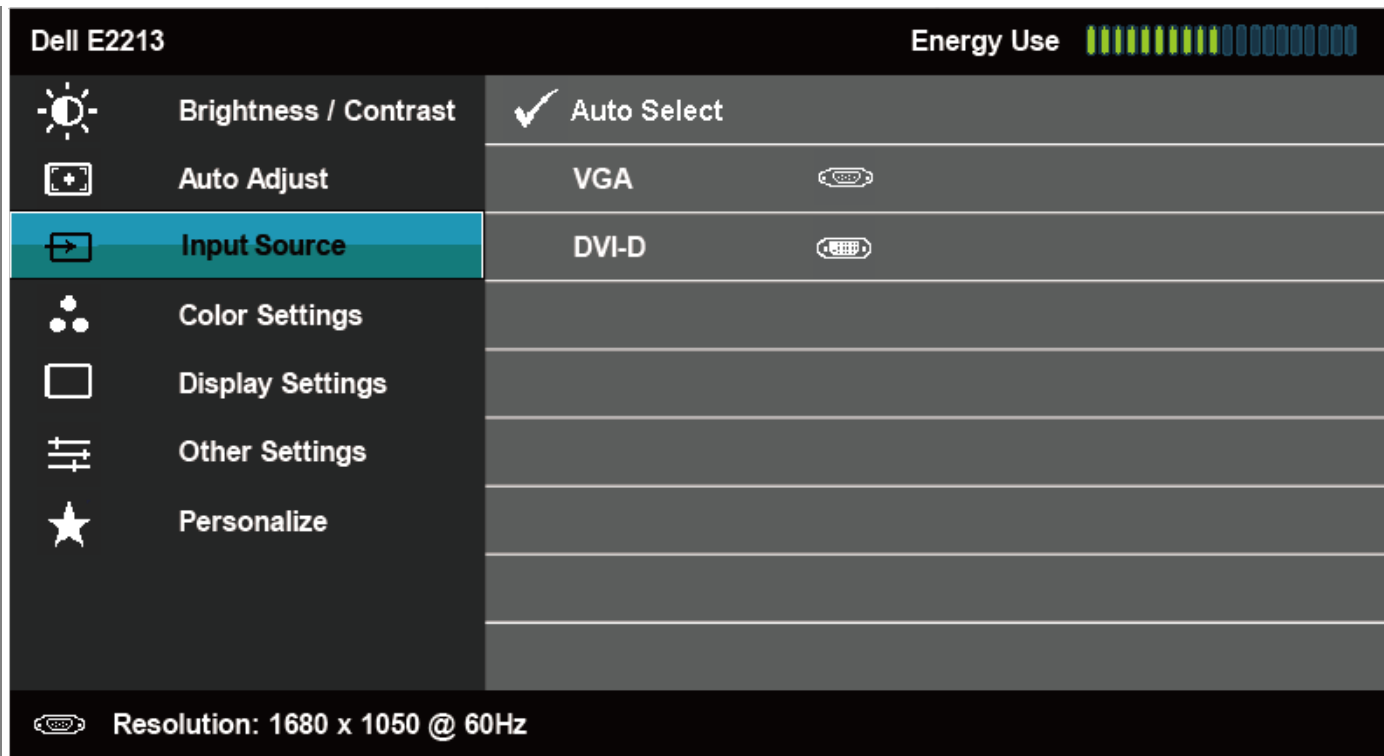 Dell E2213 Energy Use
Brightness / Contrast Auto Select
Auto Adjust VGA
Input Source DVI-D
Color Settings
Display Settings
Other Settings
Personalize
Resolution: 1680 x 1050 @ 60Hz